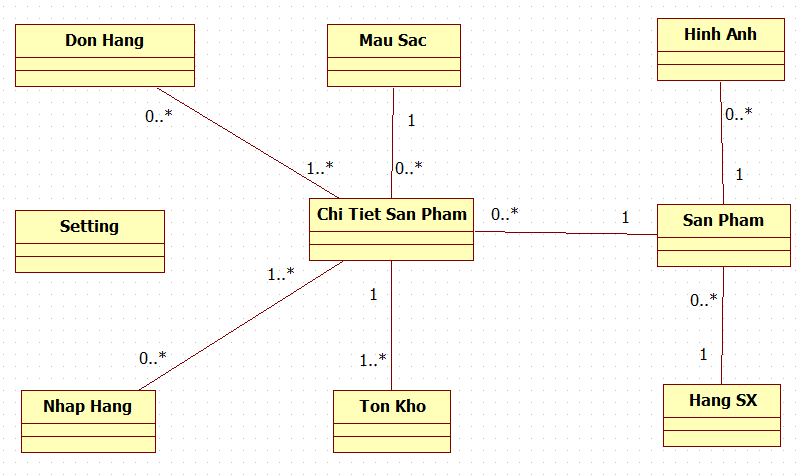 Don Hang
Mau Sac
Hinh Anh
0..*
1
0..*
1..*
0..*
1
Chi Tiet San Pham
0..*
1
San Pham
Setting
1..*
1
0..*
0..*
1..*
1
Nhap Hang
Ton Kho
Hang SX